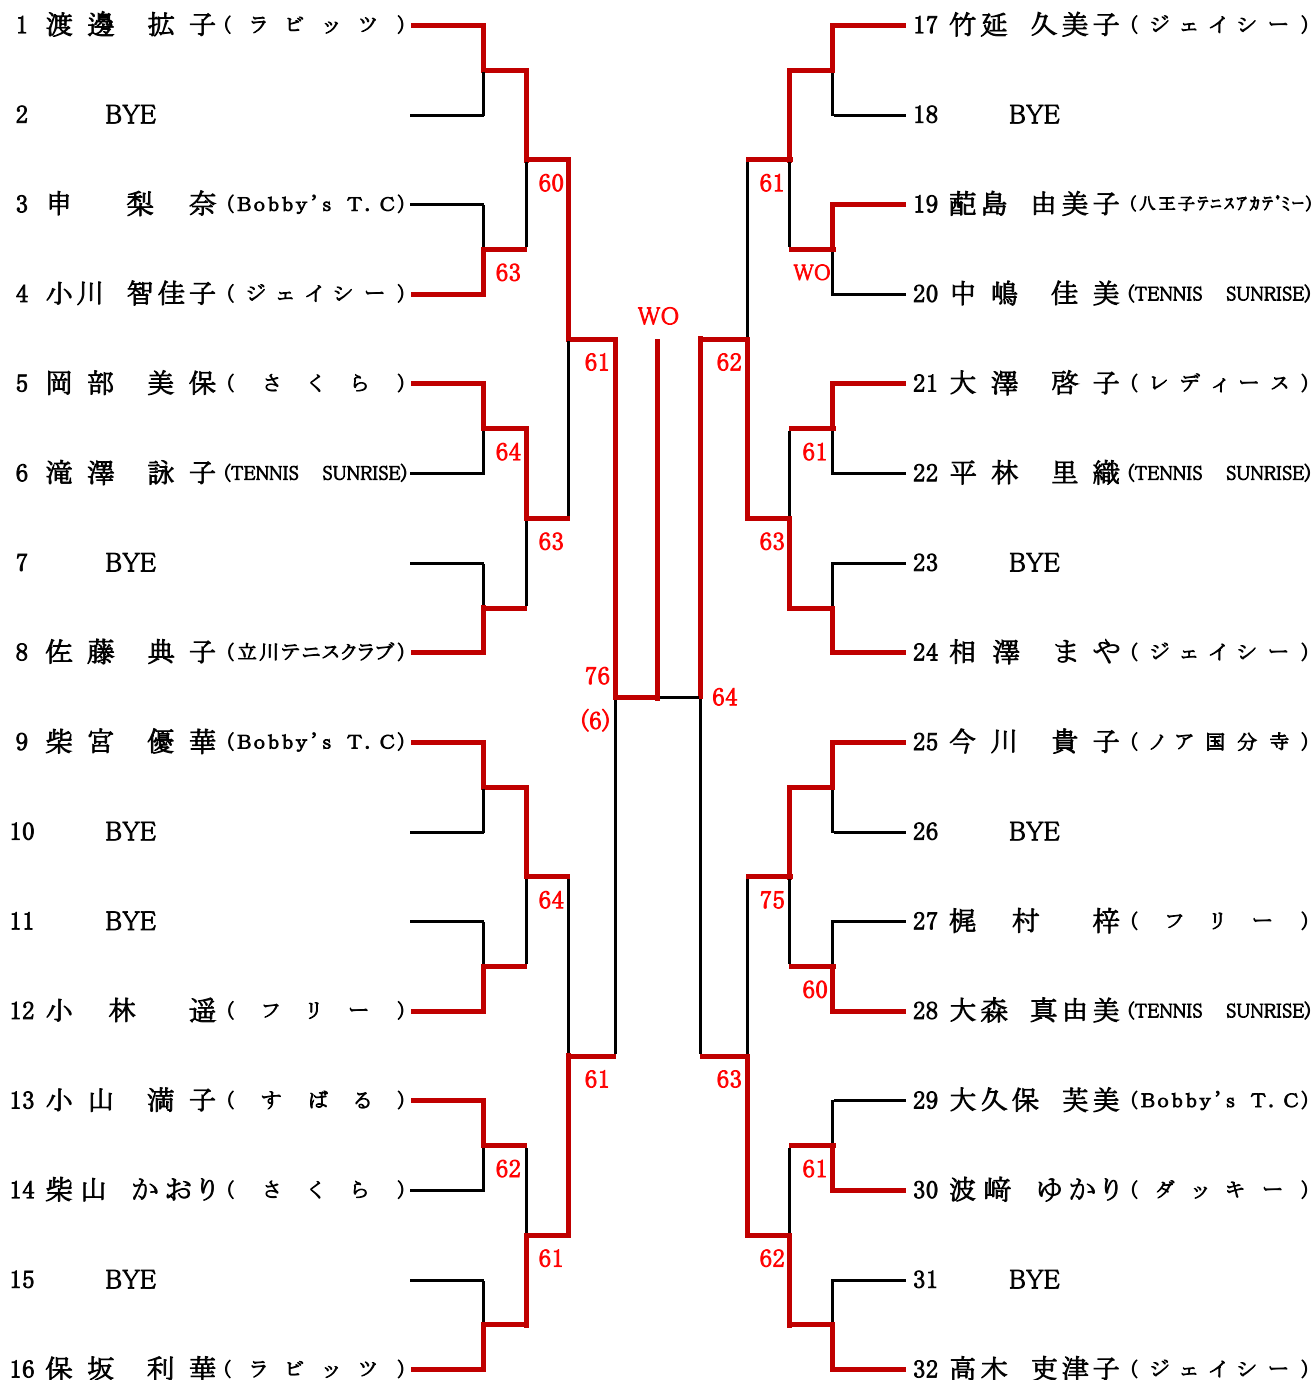 1 渡邊 拡子(ラビッツ)
2 BYE
3 申 梨奈(Bobby's T.C)
4 小川 智佳子(ジェイシー)
5 岡部 美保(さくら)
6 滝澤 詠子(TENNIS SUNRISE)
7 BYE
8 佐藤 典子(立川テニスクラブ)
9 柴宮 優華(Bobby's T.C)
10 BYE
11 BYE
12 小林 遥(フリー)
13 小山 満子(すばる)
14 柴山 かおり(さくら)
15 BYE
16 保坂 利華(ラビッツ)
63
64
62
60
63
64
61
61
61
76
(6)
WO
64
62
63
61
63
75
62
WO
61
60
61
17 竹延 久美子(ジェイシー)
18 BYE
19 蓜島 由美子(八王子テニスアカデミー)
20 中嶋 佳美(TENNIS SUNRISE)
21 大澤 啓子(レディース)
22 平林 里織(TENNIS SUNRISE)
23 BYE
24 相澤 まや(ジェイシー)
25 今川 貴子(ノア国分寺)
26 BYE
27 梶村 梓(フリー)
28 大森 真由美(TENNIS SUNRISE)
29 大久保 芙美(Bobby's T.C)
30 波﨑 ゆかり(ダッキー)
31 BYE
32 高木 吏津子(ジェイシー)